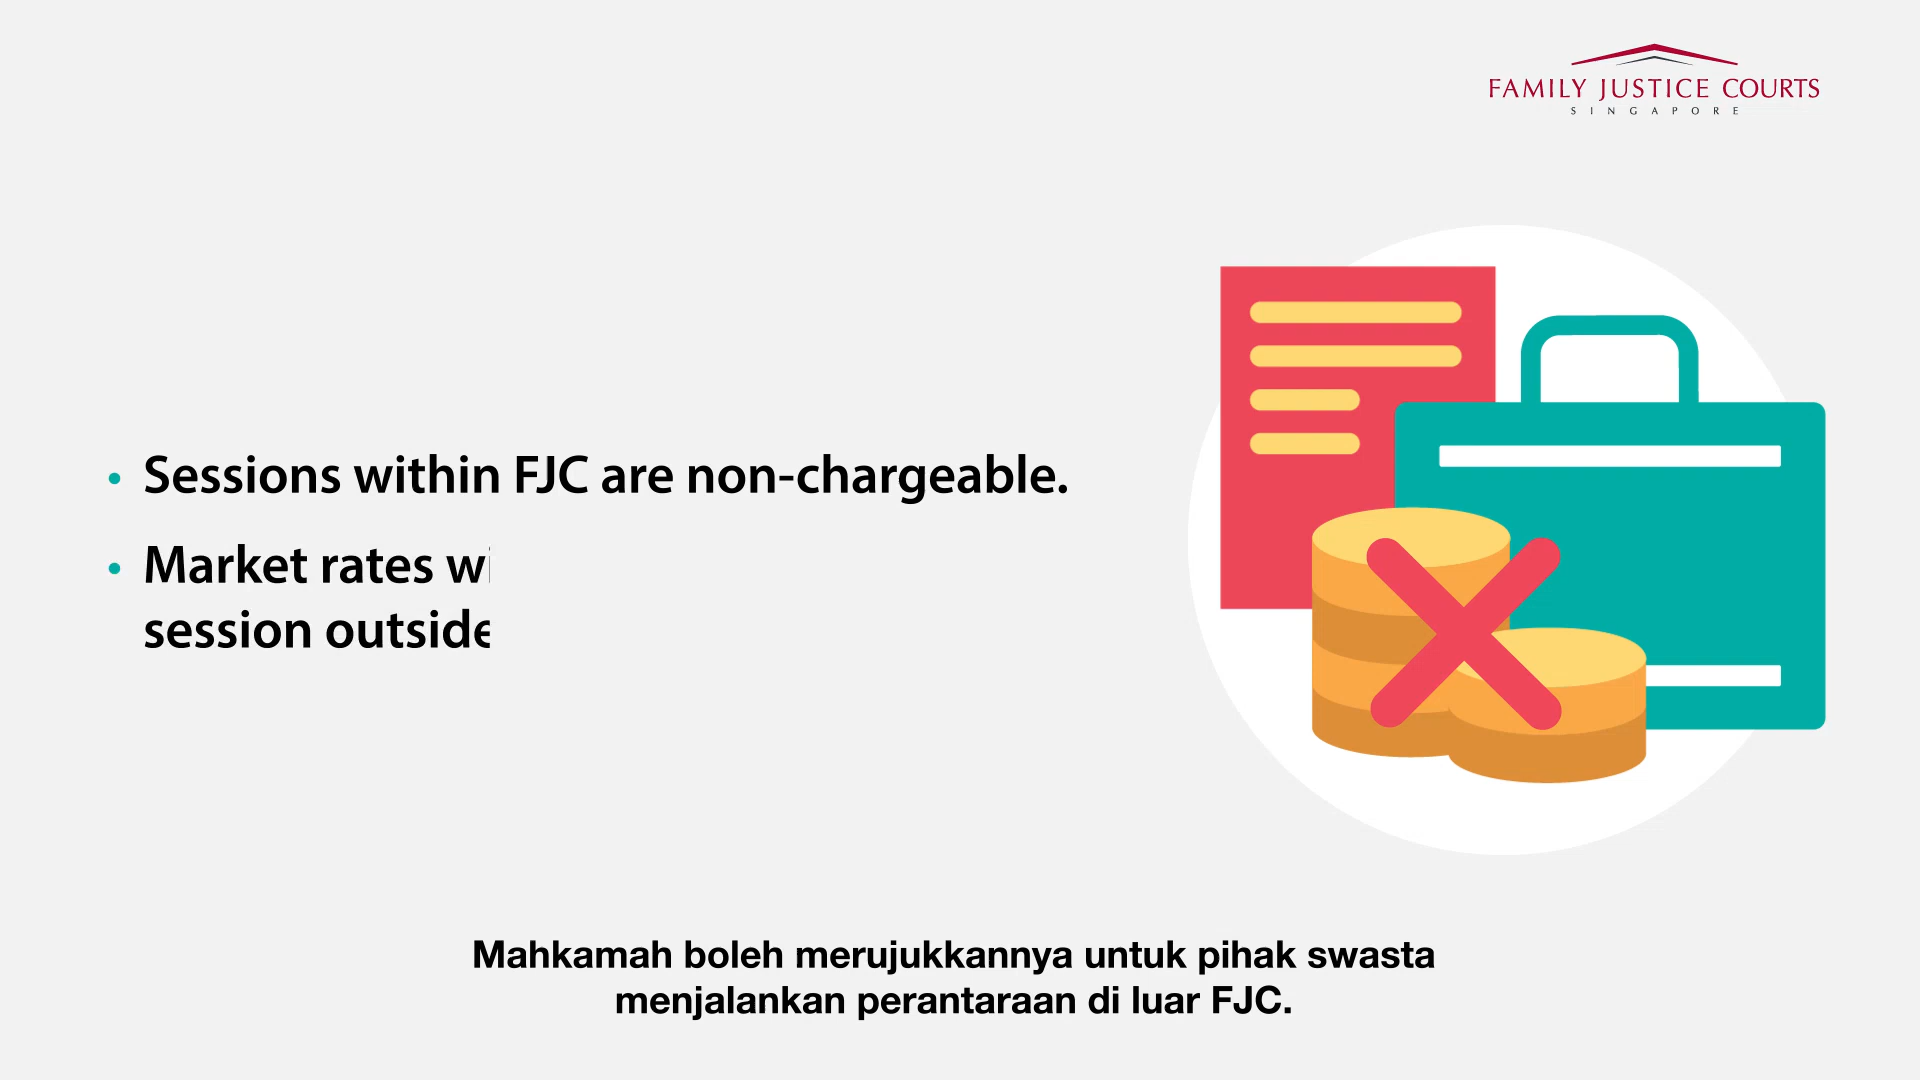 FAMILY JUSTICE COURTS
SINGAPORE
• Sessions within FJC are non-chargeable.
• Market rates
session outside
Mahkamah boleh merujukkannya untuk pihak swasta
menjalankan perantaraan di luar FJC.